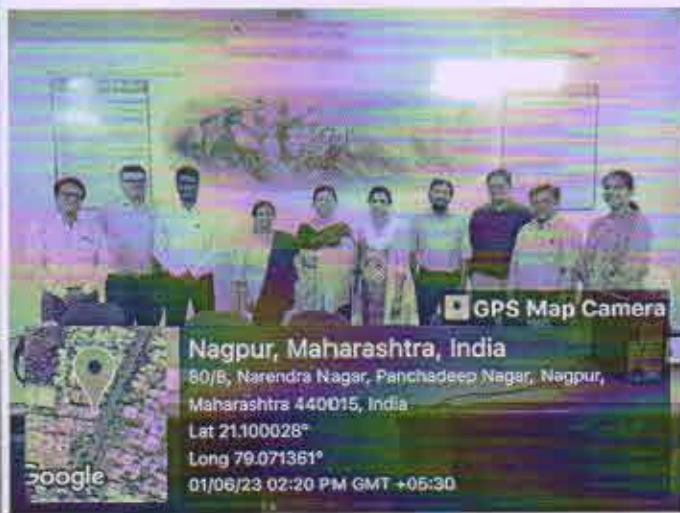 GPS Map Camera
Nagpur, Maharashtra, India
80/B, Narendra Nagar, Panchadeep Nagar, Nagpur,
Maharashtra 440015, India
Lat 21.100028°
Long 79.071361°
01/06/23 02:20 PM GMT +05:30
Google